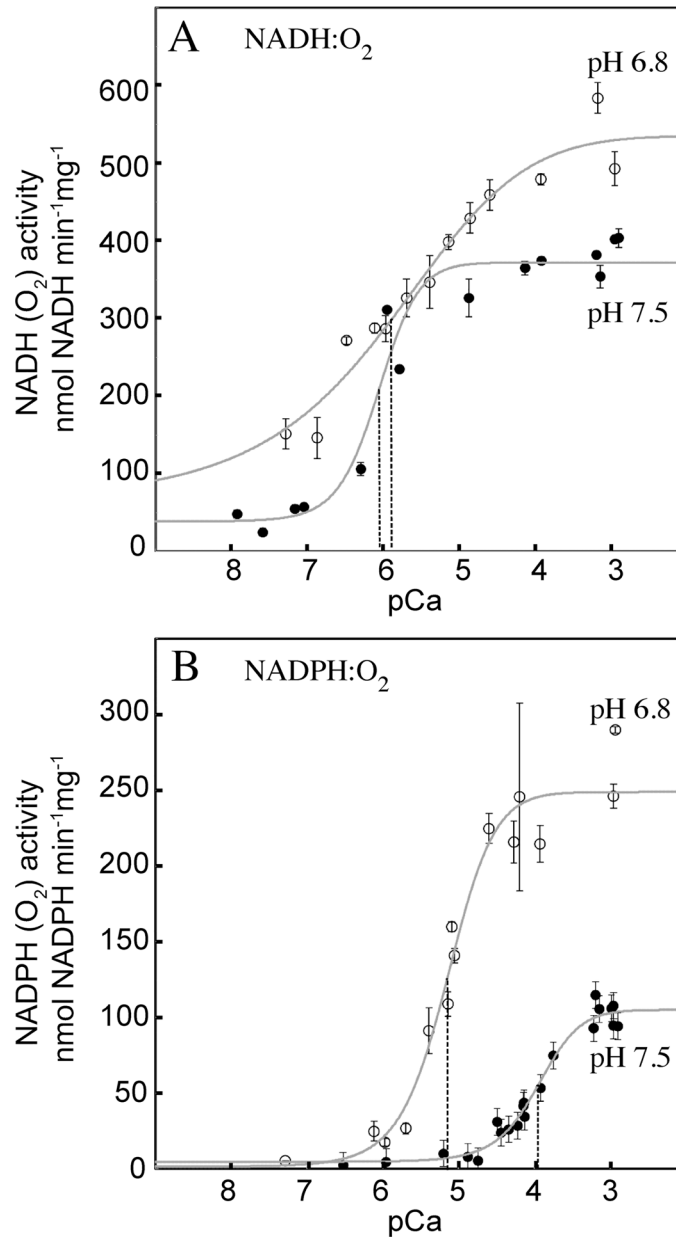 A NADH:O₂
pH 6.8
pH 7.5
600
500
400
300
200
100
0
NADH (O₂) activity
nmol NADH min⁻¹mg⁻¹
8 7 6 5 4 3
pCa
B NADPH:O₂
pH 6.8
pH 7.5
300
250
200
150
100
50
0
NADPH (O₂) activity
nmol NADPH min⁻¹mg⁻¹
8 7 6 5 4 3
pCa